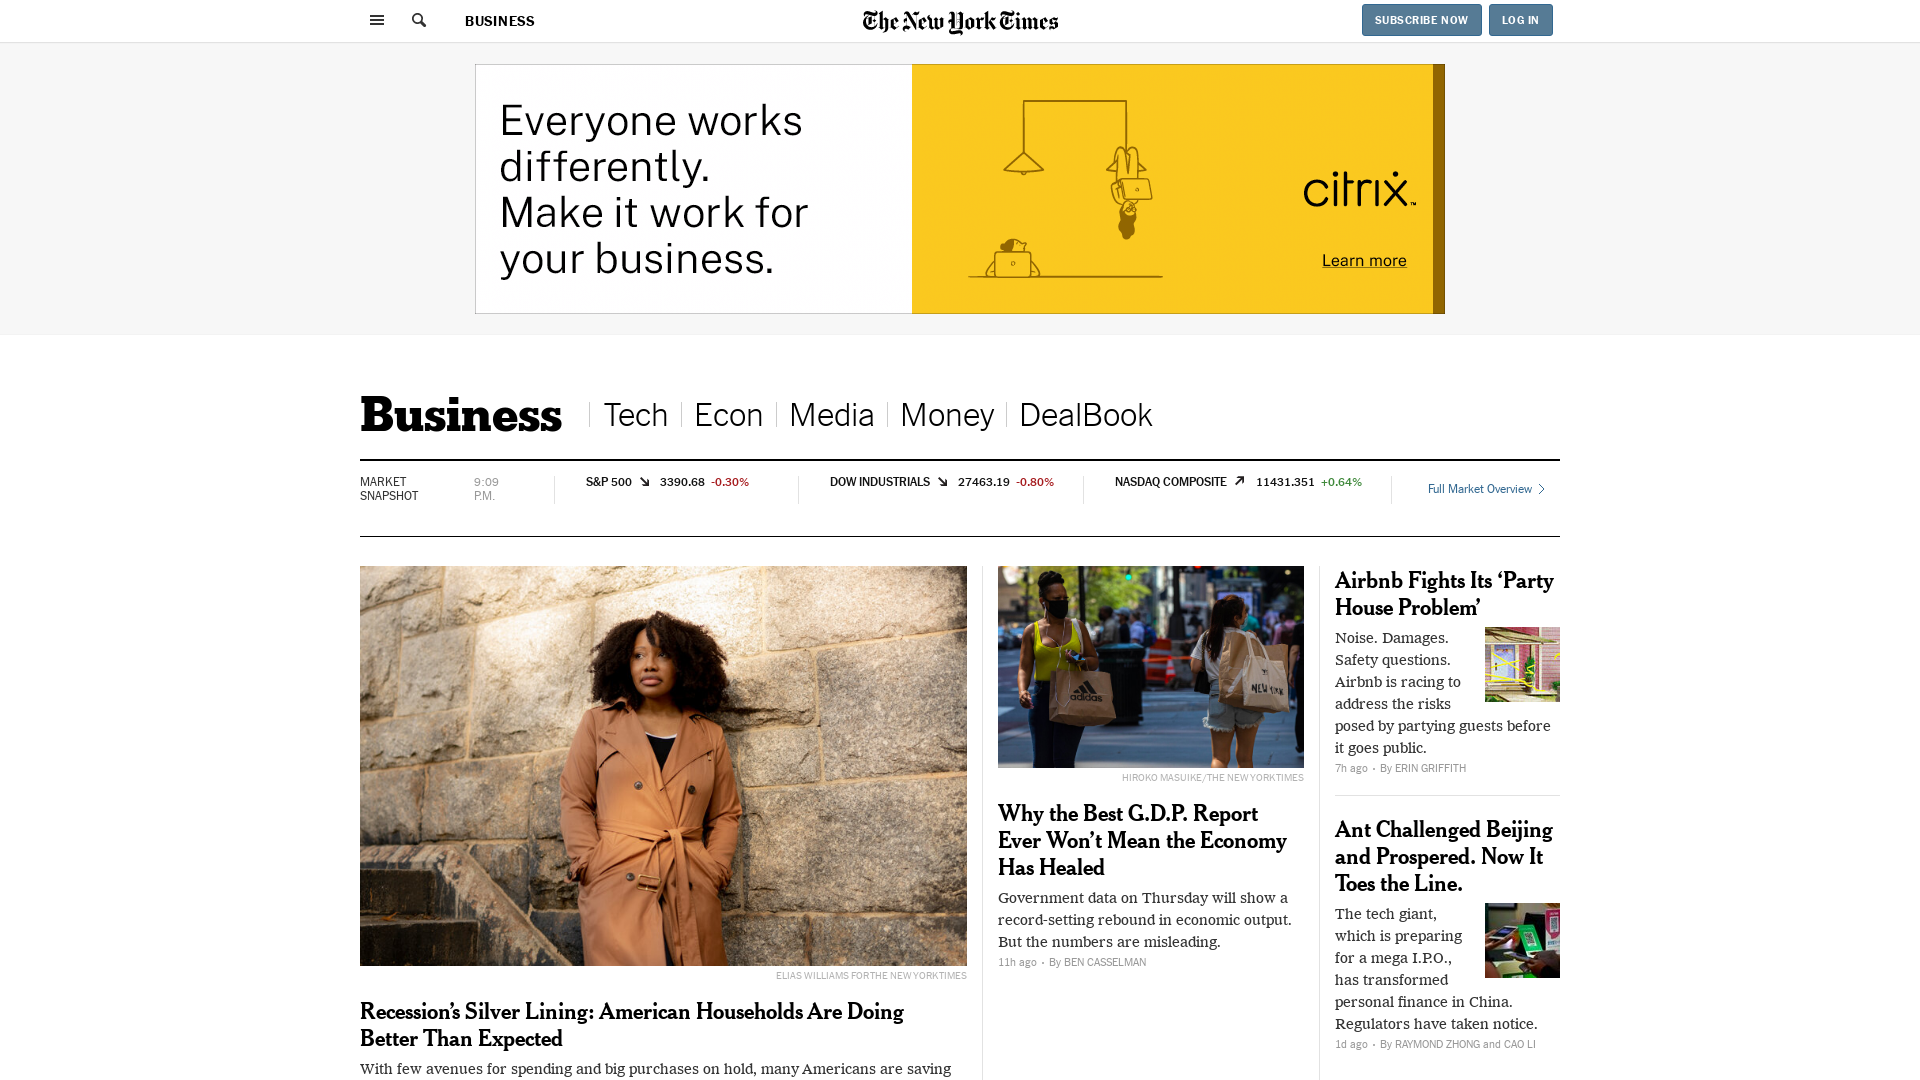 BUSINESS
The New York Times
SUBSCRIBE NOW
LOG IN
Everyone works
differently.
Make it work for
your business.
citrix™
Learn more
Business
Tech
Econ
Media
Money
DealBook
MARKET
SNAPSHOT
9:09
P.M.
S&P 500 3390.68 -0.30%
DOW INDUSTRIALS 27463.19 -0.80%
NASDAQ COMPOSITE 11431.351 +0.64%
Full Market Overview
ELIAS WILLIAMS FOR THE NEW YORK TIMES
Recession’s Silver Lining: American Households Are Doing
Better Than Expected
With few avenues for spending and big purchases on hold, many Americans are saving
adidas
NEW YORK
HIROKO MASUIKE/THE NEW YORK TIMES
Why the Best G.D.P. Report
Ever Won’t Mean the Economy
Has Healed
Government data on Thursday will show a
record-setting rebound in economic output.
But the numbers are misleading.
11h ago • By BEN CASSELMAN
Airbnb Fights Its ‘Party
House Problem’
Noise. Damages.
Safety questions.
Airbnb is racing to
address the risks
posed by partying guests before
it goes public.
7h ago • By ERIN GRIFFITH
Ant Challenged Beijing
and Prospered. Now It
Toes the Line.
The tech giant,
which is preparing
for a mega I.P.O.,
has transformed
personal finance in China.
Regulators have taken notice.
1d ago • By RAYMOND ZHONG and CAO LI